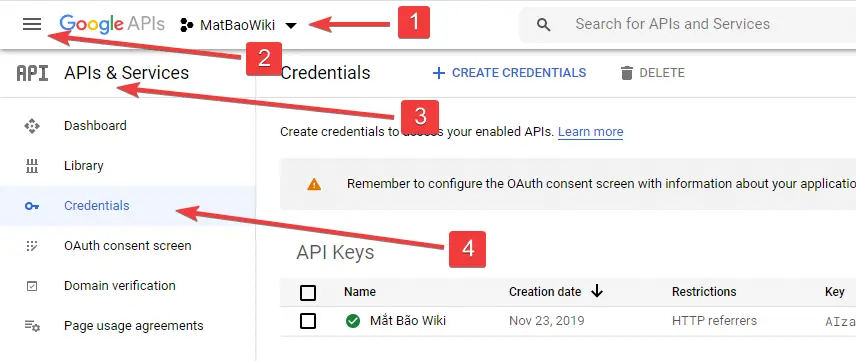 Google APIs MatBaoWiki 1 Search for APIs and Services
2
API APIs & Services Credentials + CREATE CREDENTIALS DELETE
3
Dashboard
Create credentials to access your enabled APIs. Learn more
Library
Remember to configure the OAuth consent screen with information about your applicatio
Credentials
4
OAuth consent screen
API Keys
Domain verification
Name Creation date Restrictions Key
Page usage agreements
Mắt Bão Wiki Nov 23, 2019 HTTP referrers AIza